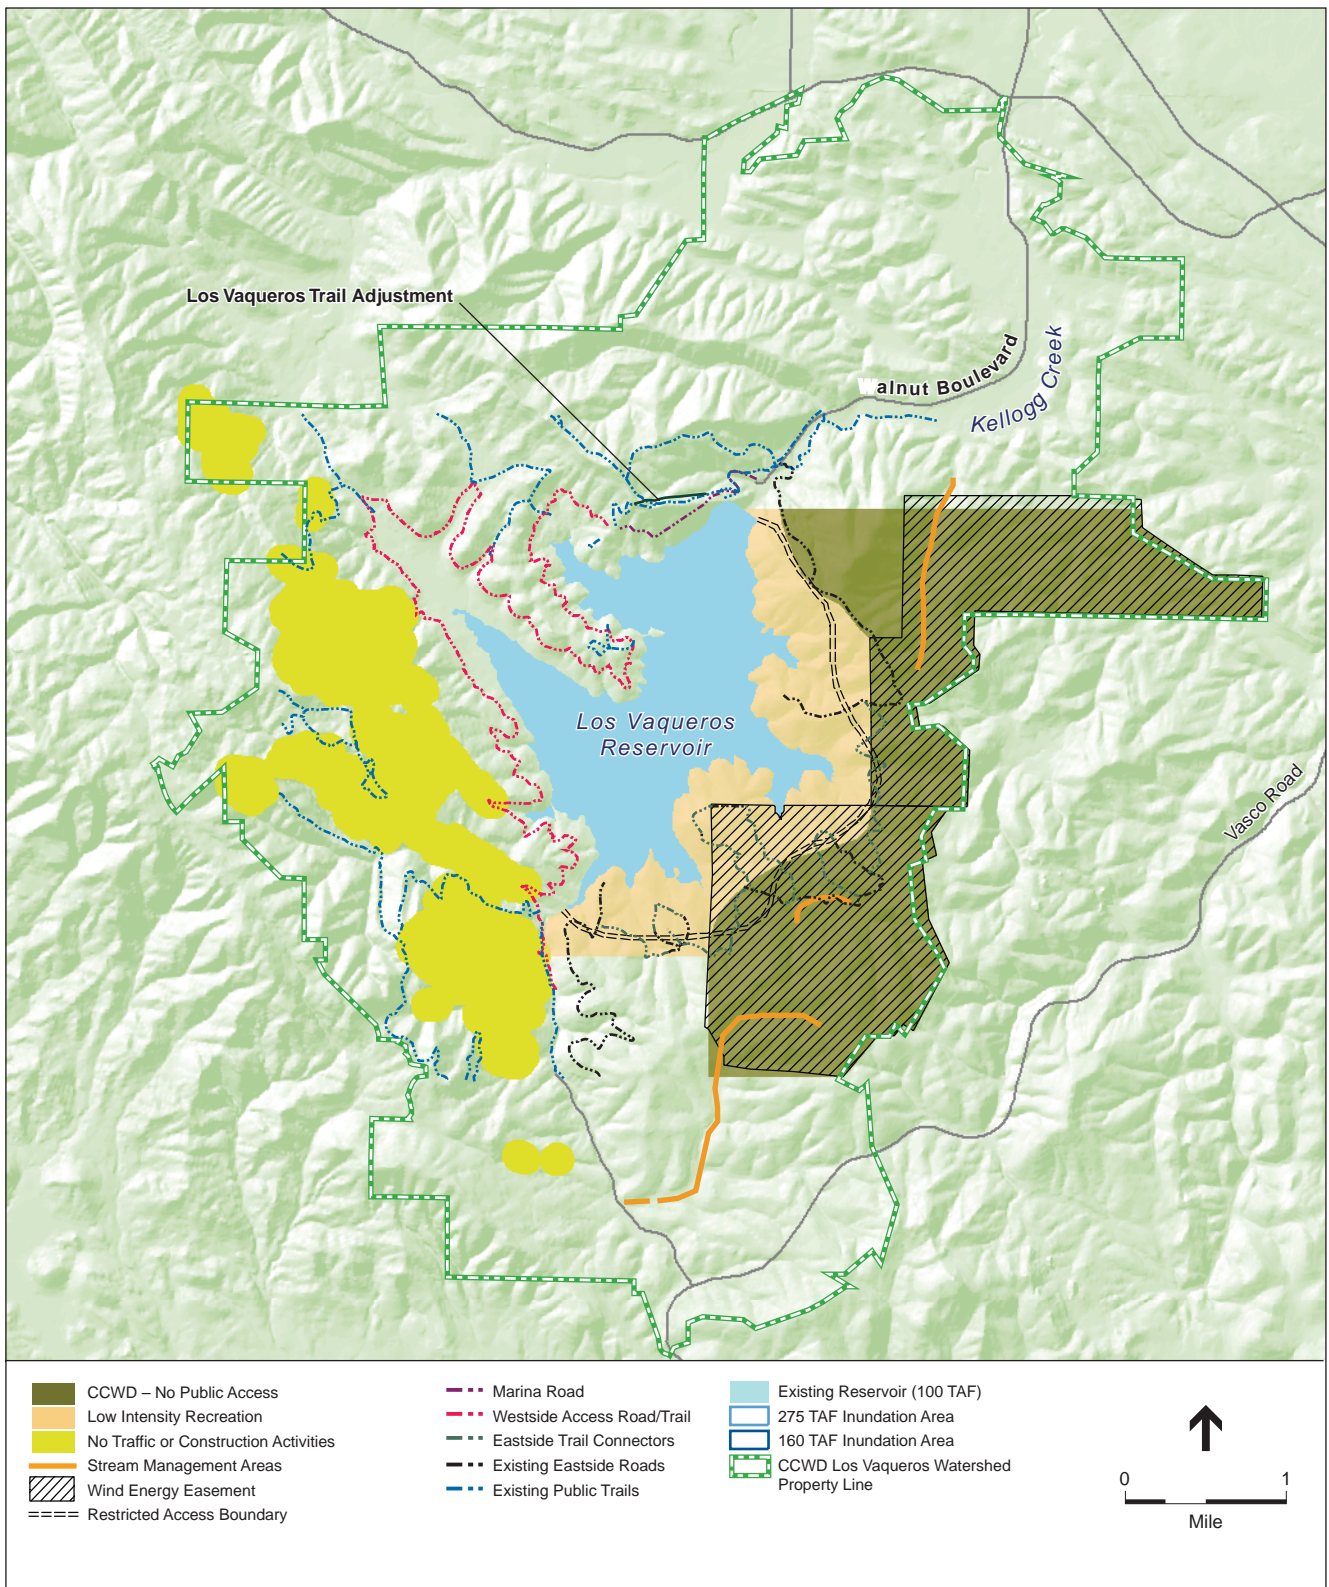 Los Vaqueros Trail Adjustment
Walnut Boulevard
Kellogg Creek
Los Vaqueros
Reservoir
Vasco Road
CCWD – No Public Access
Low Intensity Recreation
No Traffic or Construction Activities
Stream Management Areas
Wind Energy Easement
Restricted Access Boundary
Marina Road
Westside Access Road/Trail
Eastside Trail Connectors
Existing Eastside Roads
Existing Public Trails
Existing Reservoir (100 TAF)
275 TAF Inundation Area
160 TAF Inundation Area
CCWD Los Vaqueros Watershed
Property Line
0 1
Mile